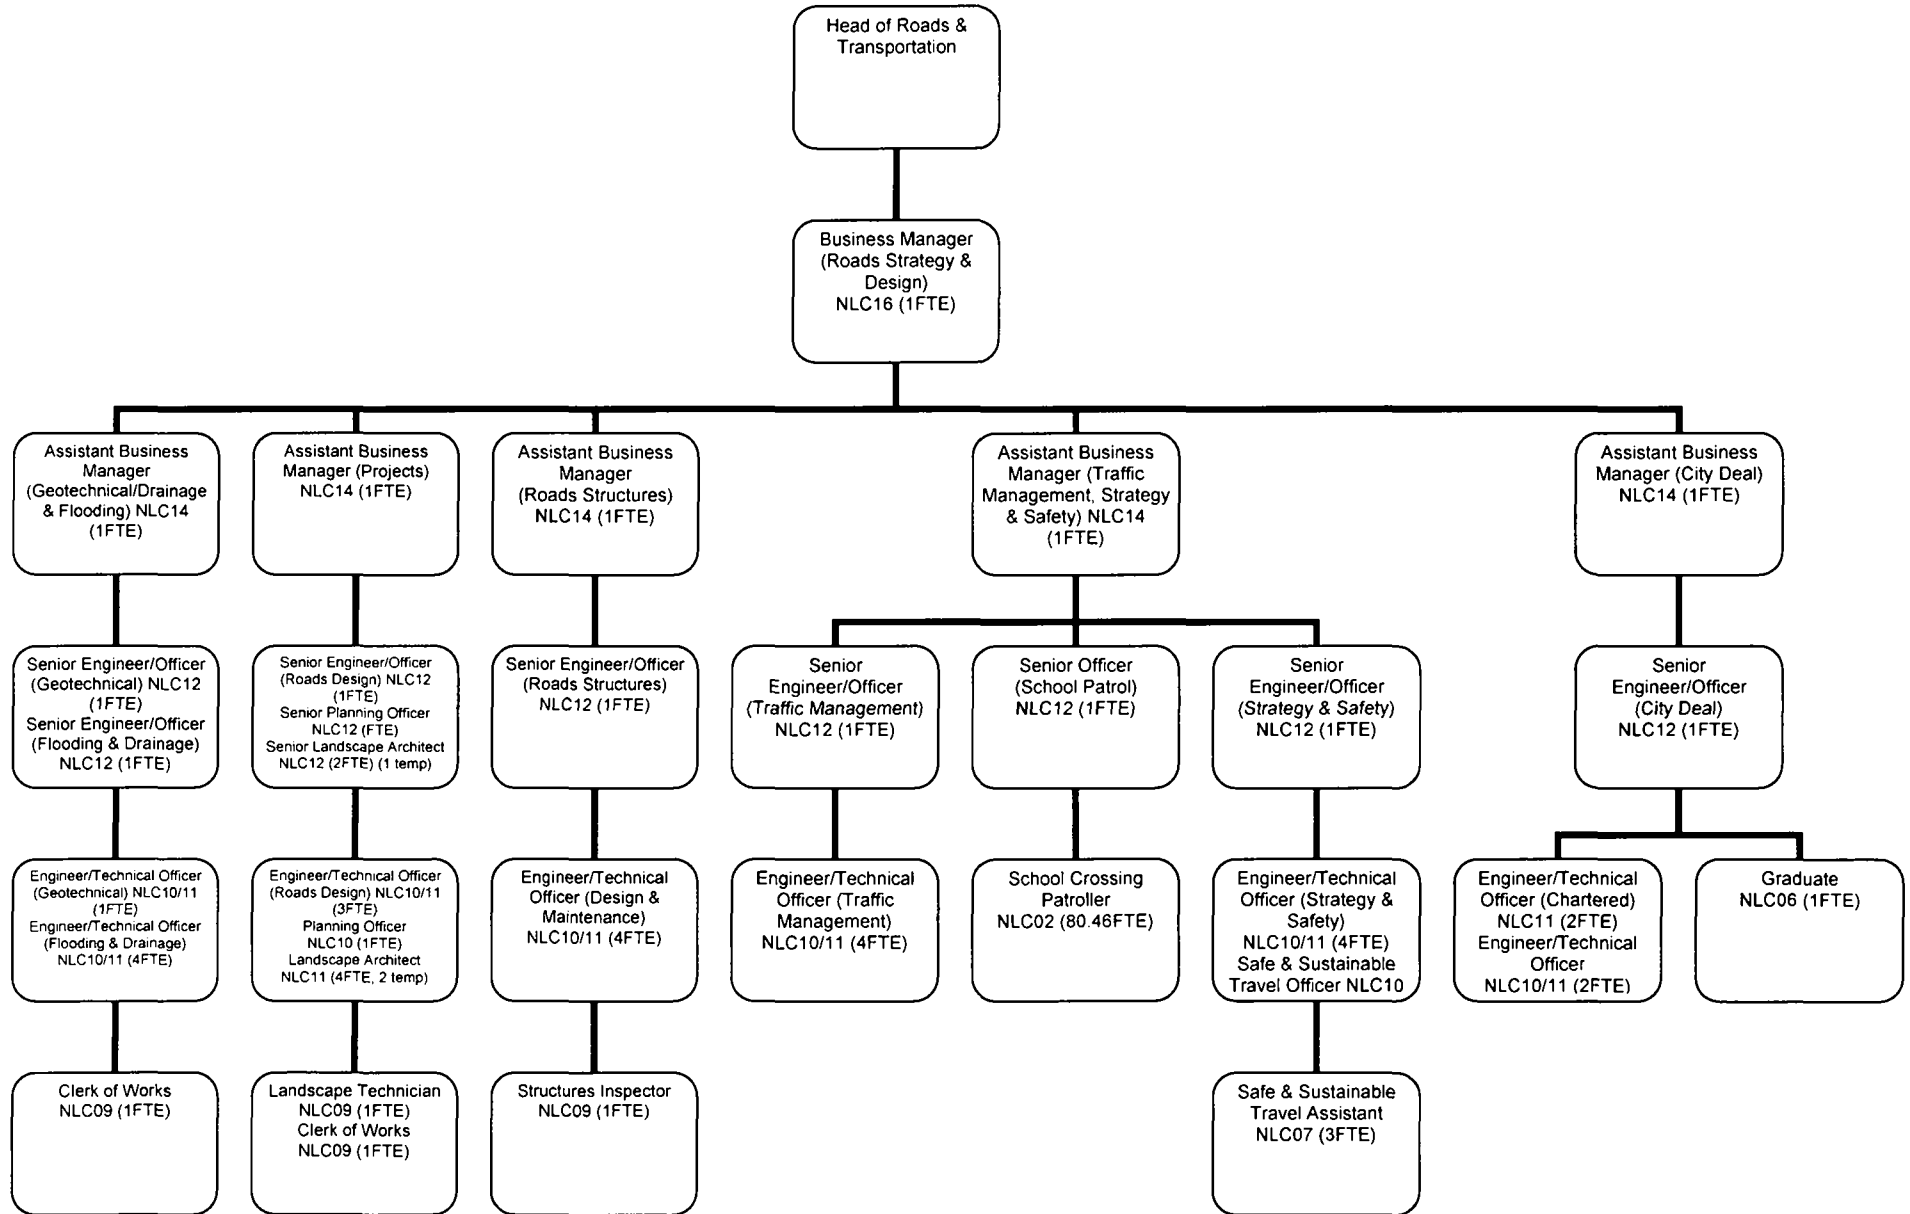 Head of Roads &
Transportation
Business Manager
(Roads Strategy &
Design)
NLC16 (1FTE)
Assistant Business
Manager
(Geotechnical/Drainage
& Flooding) NLC14
(1FTE)
Assistant Business
Manager (Projects)
NLC14 (1FTE)
Assistant Business
Manager
(Roads Structures)
NLC14 (1FTE)
Assistant Business
Manager (Traffic
Management, Strategy
& Safety) NLC14
(1FTE)
Assistant Business
Manager (City Deal)
NLC14 (1FTE)
Senior Engineer/Officer
(Geotechnical) NLC12
(1FTE)
Senior Engineer/Officer
(Flooding & Drainage)
NLC12 (1FTE)
Senior Engineer/Officer
(Roads Design) NLC12
(1FTE)
Senior Planning Officer
NLC12 (FTE)
Senior Landscape Architect
NLC12 (2FTE) (1 temp)
Senior Engineer/Officer
(Roads Structures)
NLC12 (1FTE)
Senior
Engineer/Officer
(Traffic Management)
NLC12 (1FTE)
Senior Officer
(School Patrol)
NLC12 (1FTE)
Senior
Engineer/Officer
(Strategy & Safety)
NLC12 (1FTE)
Senior
Engineer/Officer
(City Deal)
NLC12 (1FTE)
Engineer/Technical Officer
(Geotechnical) NLC10/11
(1FTE)
Engineer/Technical Officer
(Flooding & Drainage)
NLC10/11 (4FTE)
Engineer/Technical Officer
(Roads Design) NLC10/11
(3FTE)
Planning Officer
NLC10 (1FTE)
Landscape Architect
NLC11 (4FTE, 2 temp)
Engineer/Technical
Officer (Design &
Maintenance)
NLC10/11 (4FTE)
Engineer/Technical
Officer (Traffic
Management)
NLC10/11 (4FTE)
School Crossing
Patroller
NLC02 (80.46FTE)
Engineer/Technical
Officer (Strategy &
Safety)
NLC10/11 (4FTE)
Safe & Sustainable
Travel Officer NLC10
Engineer/Technical
Officer (Chartered)
NLC11 (2FTE)
Engineer/Technical
Officer
NLC10/11 (2FTE)
Graduate
NLC06 (1FTE)
Clerk of Works
NLC09 (1FTE)
Landscape Technician
NLC09 (1FTE)
Clerk of Works
NLC09 (1FTE)
Structures Inspector
NLC09 (1FTE)
Safe & Sustainable
Travel Assistant
NLC07 (3FTE)